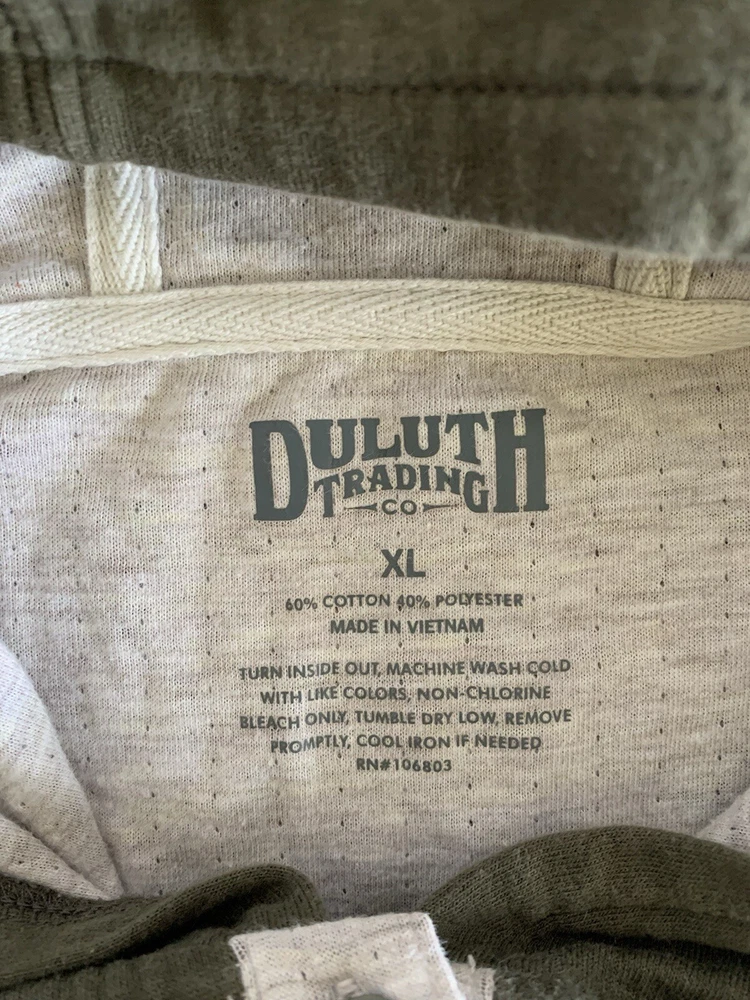 DULUTH
TRADING
CO
XL
60% COTTON 40% POLYESTER
MADE IN VIETNAM
TURN INSIDE OUT, MACHINE WASH COLD
WITH LIKE COLORS, NON-CHLORINE
BLEACH ONLY, TUMBLE DRY LOW, REMOVE
PROMPTLY, COOL IRON IF NEEDED
RN#106803